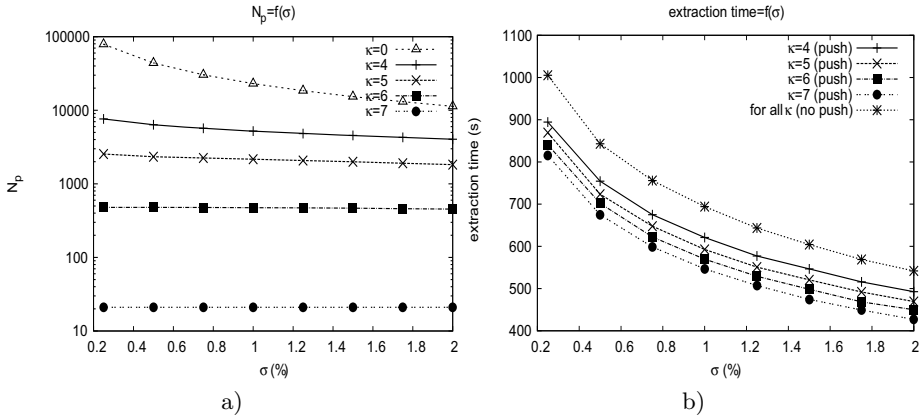 Nₚ=f(σ)
100000
10000
1000
100
10
Nₚ
κ=0
κ=4
κ=5
κ=6
κ=7
0.2 0.4 0.6 0.8 1 1.2 1.4 1.6 1.8 2
σ (%)
a)
extraction time=f(σ)
1100
1000
900
800
700
600
500
400
extraction time (s)
κ=4 (push)
κ=5 (push)
κ=6 (push)
κ=7 (push)
for all κ (no push)
0.2 0.4 0.6 0.8 1 1.2 1.4 1.6 1.8 2
σ (%)
b)